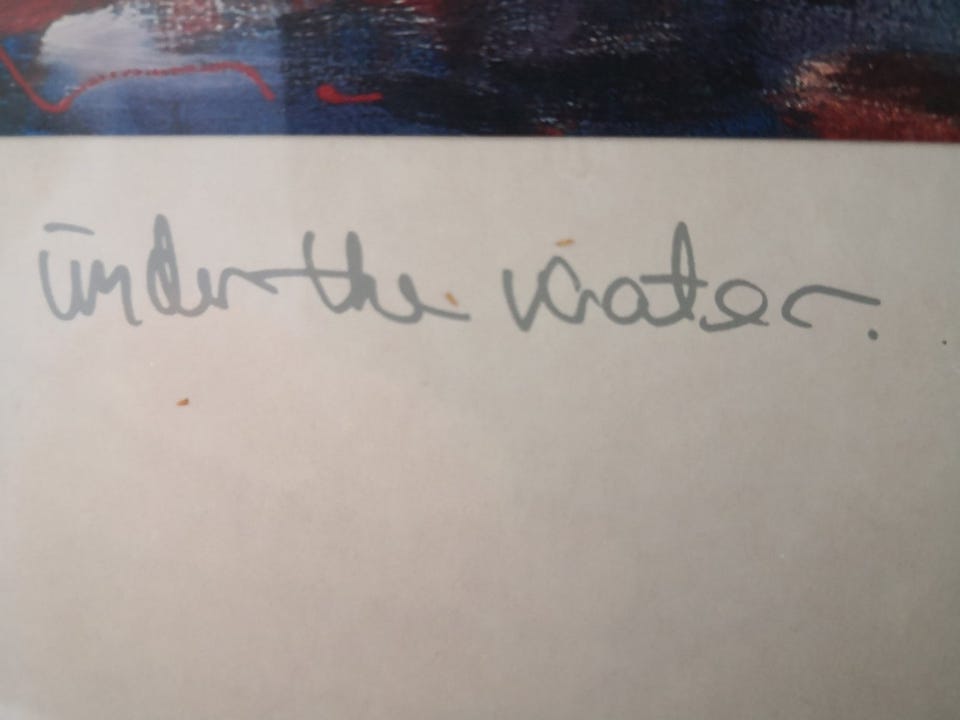 under the water.